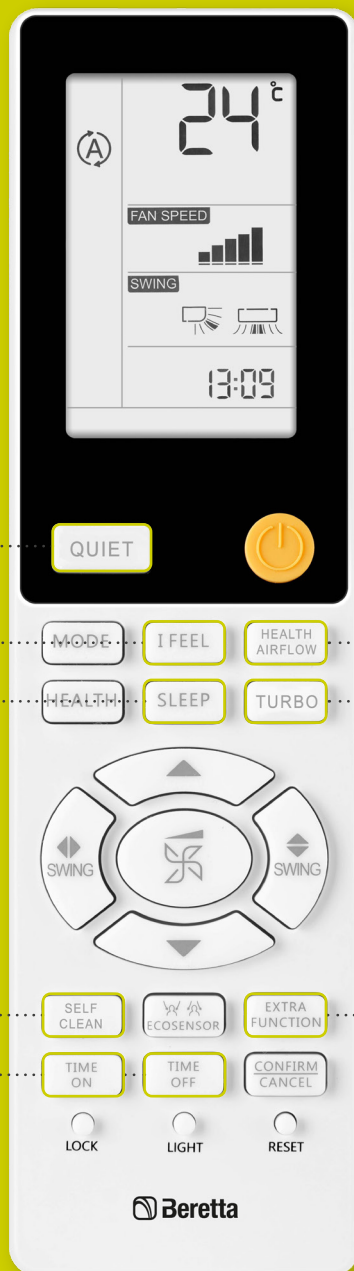 24°c
A
FAN SPEED
SWING
13:09
QUIET
MODE
I FEEL
HEALTH
AIRFLOW
HEALTH
SLEEP
TURBO
SWING
SWING
SELF
CLEAN
ECOSENSOR
EXTRA
FUNCTION
TIME
ON
TIME
OFF
CONFIRM
CANCEL
LOCK
LIGHT
RESET
Beretta